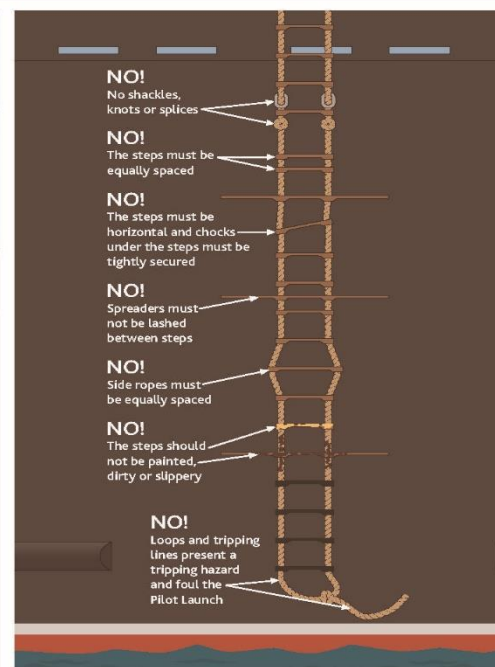 NO!
No shackles,
knots or splices
NO!
The steps must be
equally spaced
NO!
The steps must be
horizontal and chocks
under the steps must be
tightly secured
NO!
Spreaders must
not be lashed
between steps
NO!
Side ropes must
be equally spaced
NO!
The steps should
not be painted,
dirty or slippery
NO!
Loops and tripping
lines present a
tripping hazard
and foul the
Pilot Launch